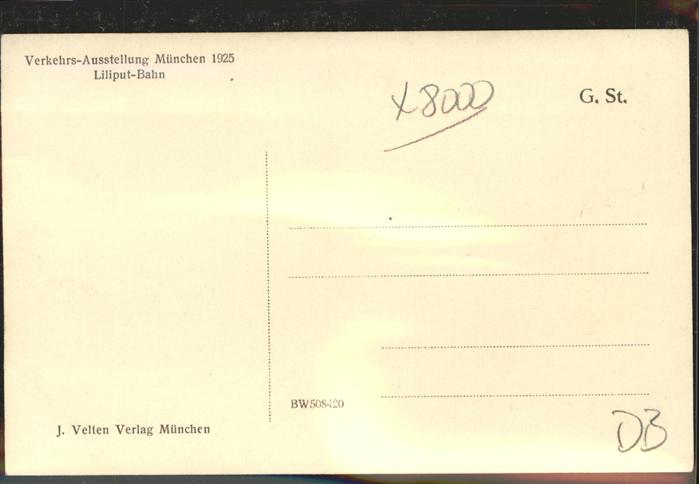 Verkehrs-Ausstellung München 1925
Liliput-Bahn
X8000
G. St.
BW508420
J. Velten Verlag München
DB